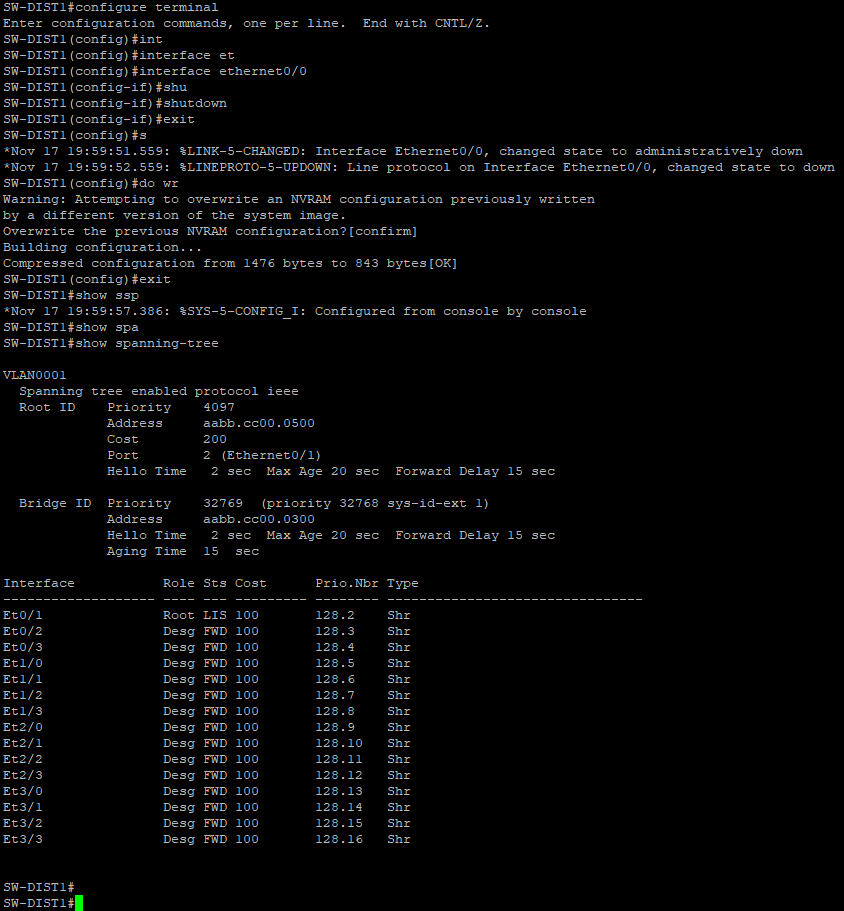 SW-DIST1#configure terminal
Enter configuration commands, one per line.  End with CNTL/Z.
SW-DIST1(config)#int
SW-DIST1(config)#interface et
SW-DIST1(config)#interface ethernet0/0
SW-DIST1(config-if)#shu
SW-DIST1(config-if)#shutdown
SW-DIST1(config-if)#exit
SW-DIST1(config)#s
*Nov 17 19:59:51.559: %LINK-5-CHANGED: Interface Ethernet0/0, changed state to administratively down
*Nov 17 19:59:52.559: %LINEPROTO-5-UPDOWN: Line protocol on Interface Ethernet0/0, changed state to down
SW-DIST1(config)#do wr
Warning: Attempting to overwrite an NVRAM configuration previously written
by a different version of the system image.
Overwrite the previous NVRAM configuration?[confirm]
Building configuration...
Compressed configuration from 1476 bytes to 843 bytes[OK]
SW-DIST1(config)#exit
SW-DIST1#show ssp
*Nov 17 19:59:57.386: %SYS-5-CONFIG_I: Configured from console by console
SW-DIST1#show spa
SW-DIST1#show spanning-tree

VLAN0001
  Spanning tree enabled protocol ieee
  Root ID    Priority    4097
             Address     aabb.cc00.0500
             Cost        200
             Port        2 (Ethernet0/1)
             Hello Time   2 sec  Max Age 20 sec  Forward Delay 15 sec

  Bridge ID  Priority    32769  (priority 32768 sys-id-ext 1)
             Address     aabb.cc00.0300
             Hello Time   2 sec  Max Age 20 sec  Forward Delay 15 sec
             Aging Time  15  sec

Interface           Role Sts Cost      Prio.Nbr Type
------------------- ---- --- --------- -------- --------------------------------
Et0/1               Root LIS 100       128.2    Shr
Et0/2               Desg FWD 100       128.3    Shr
Et0/3               Desg FWD 100       128.4    Shr
Et1/0               Desg FWD 100       128.5    Shr
Et1/1               Desg FWD 100       128.6    Shr
Et1/2               Desg FWD 100       128.7    Shr
Et1/3               Desg FWD 100       128.8    Shr
Et2/0               Desg FWD 100       128.9    Shr
Et2/1               Desg FWD 100       128.10   Shr
Et2/2               Desg FWD 100       128.11   Shr
Et2/3               Desg FWD 100       128.12   Shr
Et3/0               Desg FWD 100       128.13   Shr
Et3/1               Desg FWD 100       128.14   Shr
Et3/2               Desg FWD 100       128.15   Shr
Et3/3               Desg FWD 100       128.16   Shr

SW-DIST1#
SW-DIST1#